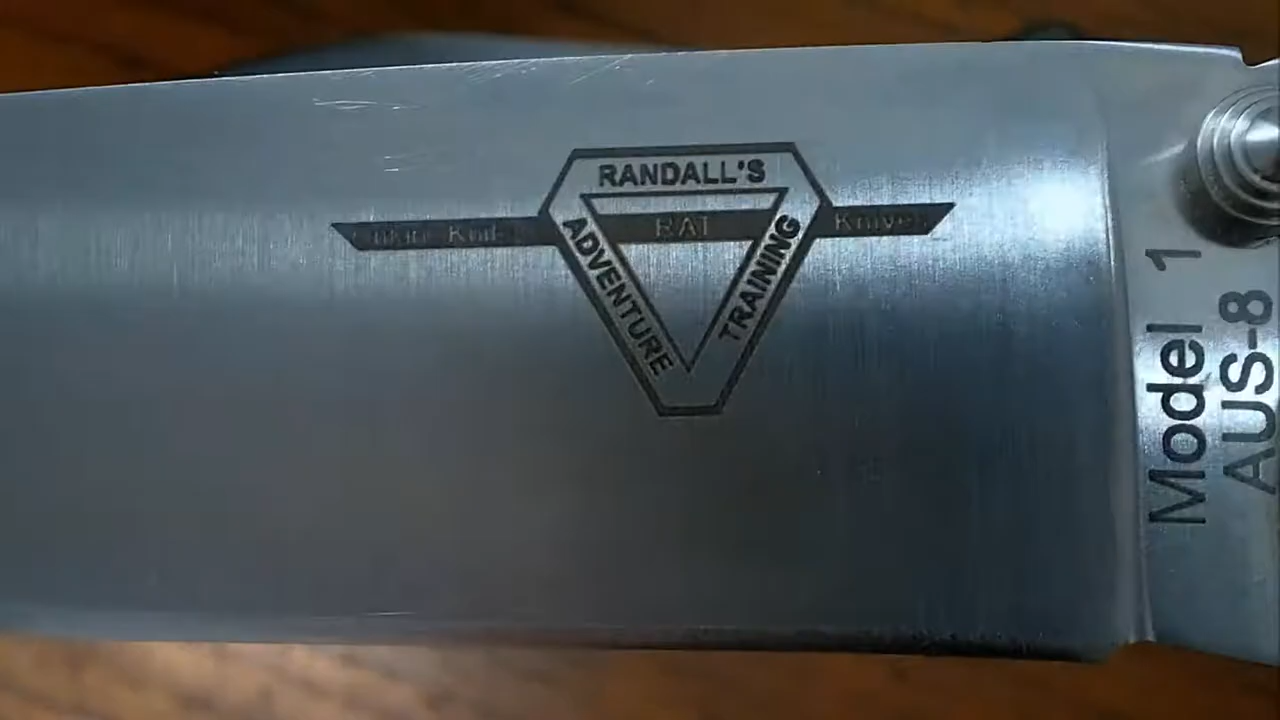 RANDALL'S
ADVENTURE
TRAINING
RAT
Knives
Model 1
AUS-8